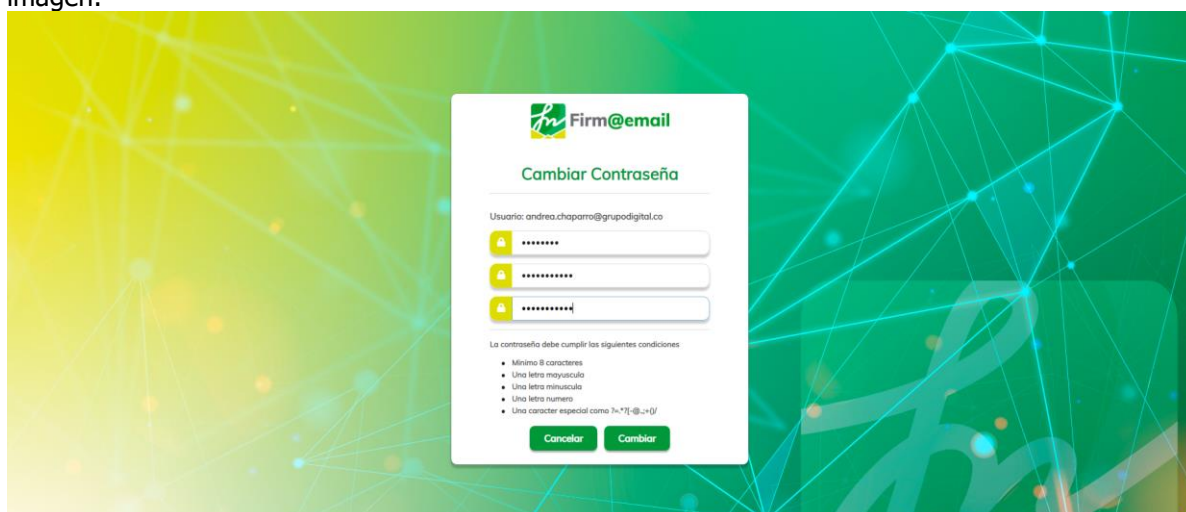 imagen:
Firm@email
Cambiar Contraseña
Usuario: andrea.chaparro@grupodigital.co
••••••••
•••••••••••
•••••••••••
La contraseña debe cumplir las siguientes condiciones
• Minimo 8 caracteres
• Una letra mayuscula
• Una letra minuscula
• Una letra numero
• Una caracter especial como ?=.*?[-@.,;+()/
Cancelar Cambiar